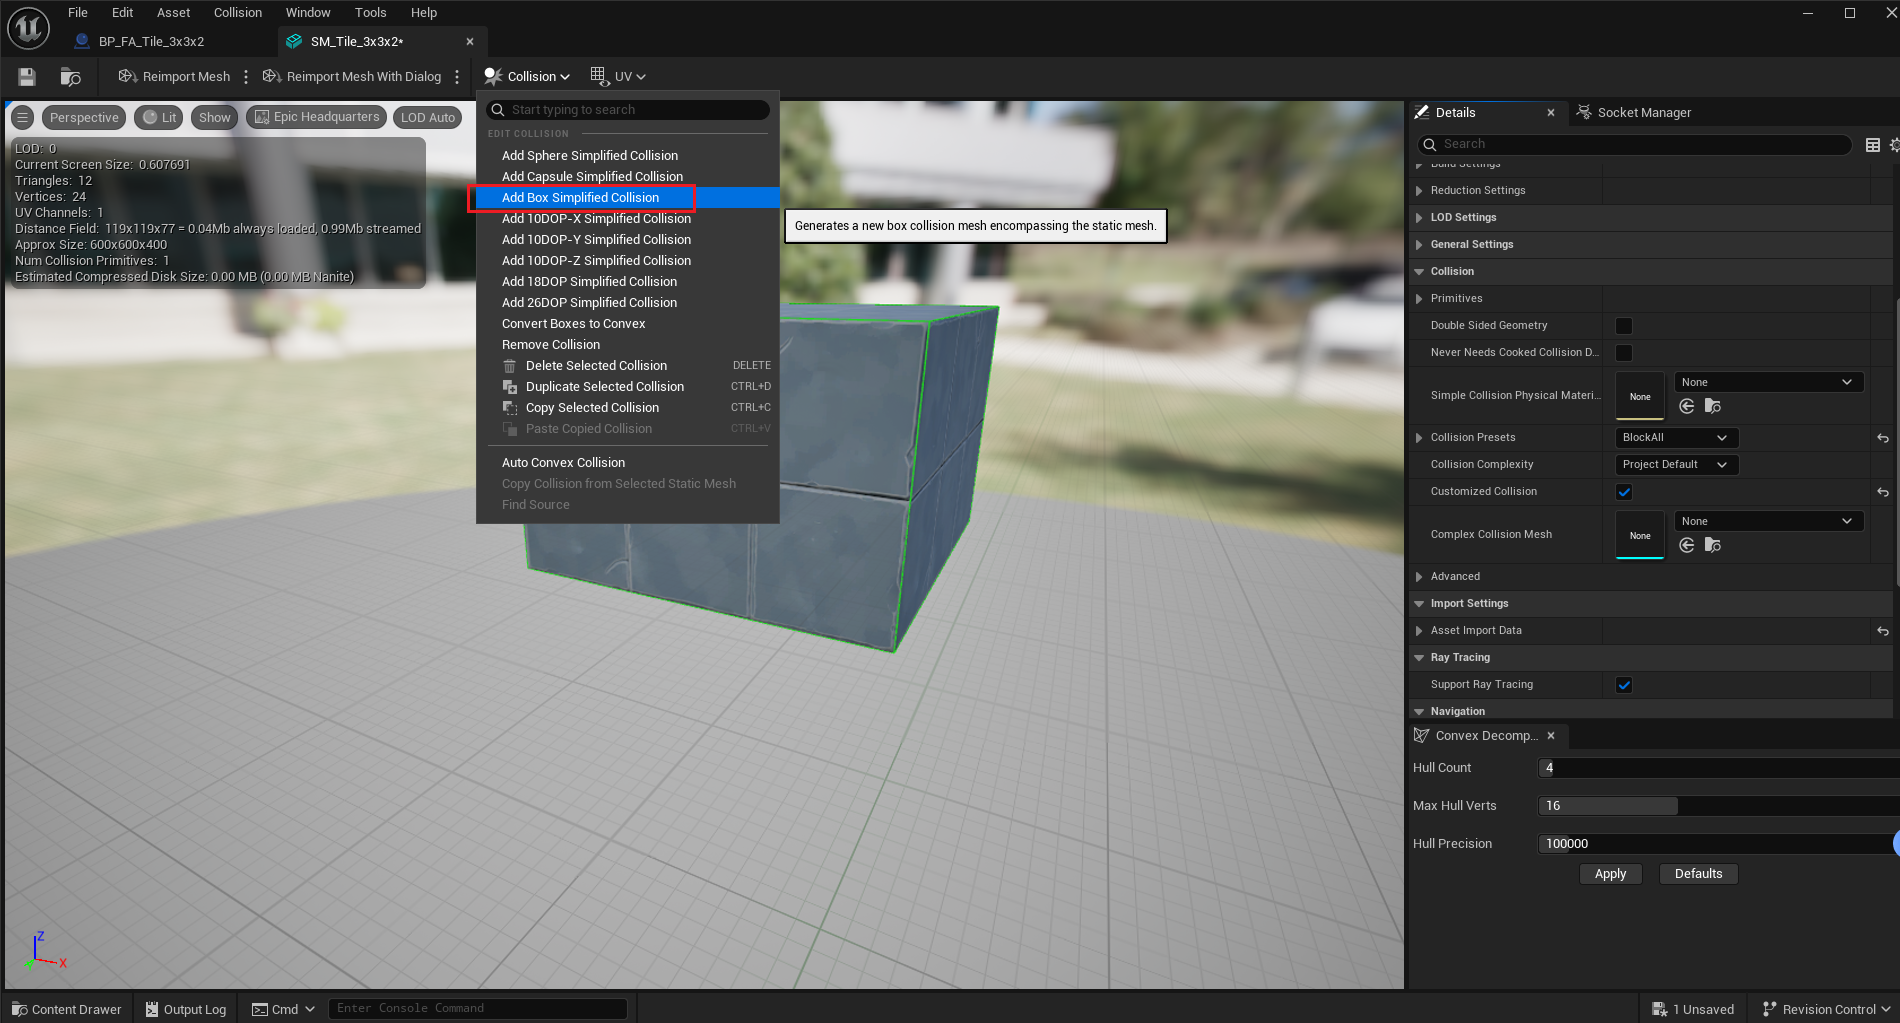 File Edit Asset Collision Window Tools Help
BP_FA_Tile_3x3x2
SM_Tile_3x3x2*
Reimport Mesh
Reimport Mesh With Dialog
Collision
UV
Perspective
Lit
Show
Epic Headquarters
LOD Auto
LOD: 0
Current Screen Size: 0.607691
Triangles: 12
Vertices: 24
UV Channels: 1
Distance Field: 119x119x77 = 0.04Mb always loaded, 0.99Mb streamed
Approx Size: 600x600x400
Num Collision Primitives: 1
Estimated Compressed Disk Size: 0.00 MB (0.00 MB Nanite)
Start typing to search
EDIT COLLISION
Add Sphere Simplified Collision
Add Capsule Simplified Collision
Add Box Simplified Collision
Add 10DOP-X Simplified Collision
Add 10DOP-Y Simplified Collision
Add 10DOP-Z Simplified Collision
Add 18DOP Simplified Collision
Add 26DOP Simplified Collision
Convert Boxes to Convex
Remove Collision
Delete Selected Collision DELETE
Duplicate Selected Collision CTRL+D
Copy Selected Collision CTRL+C
Paste Copied Collision CTRL+V
Auto Convex Collision
Copy Collision from Selected Static Mesh
Find Source
Generates a new box collision mesh encompassing the static mesh.
Z
X
Details
Socket Manager
Search
Build Settings
Reduction Settings
LOD Settings
General Settings
Collision
Primitives
Double Sided Geometry
Never Needs Cooked Collision D...
Simple Collision Physical Materi... None None
Collision Presets BlockAll
Collision Complexity Project Default
Customized Collision
Complex Collision Mesh None None
Advanced
Import Settings
Asset Import Data
Ray Tracing
Support Ray Tracing
Navigation
Convex Decomp...
Hull Count 4
Max Hull Verts 16
Hull Precision 100000
Apply Defaults
Content Drawer
Output Log
Cmd
Enter Console Command
1 Unsaved
Revision Control